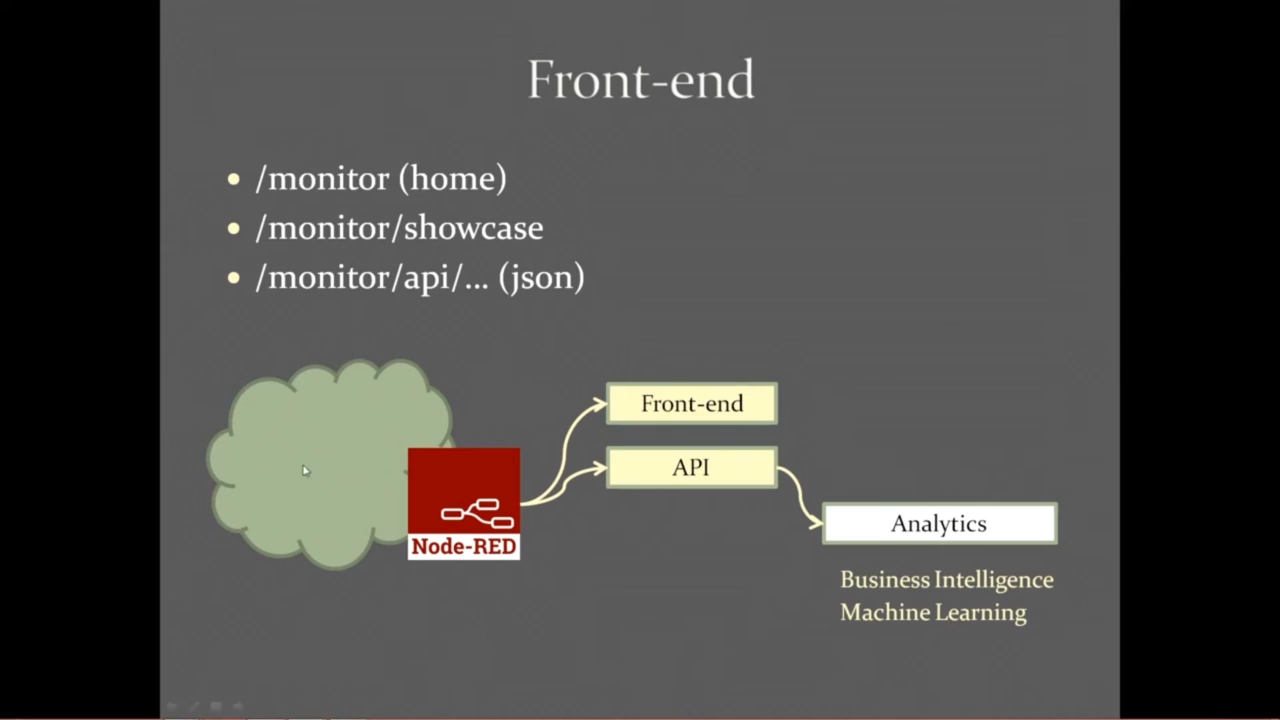 Front-end
/monitor (home)
/monitor/showcase
/monitor/api/... (json)
Front-end
API
Node-RED
Analytics
Business Intelligence
Machine Learning